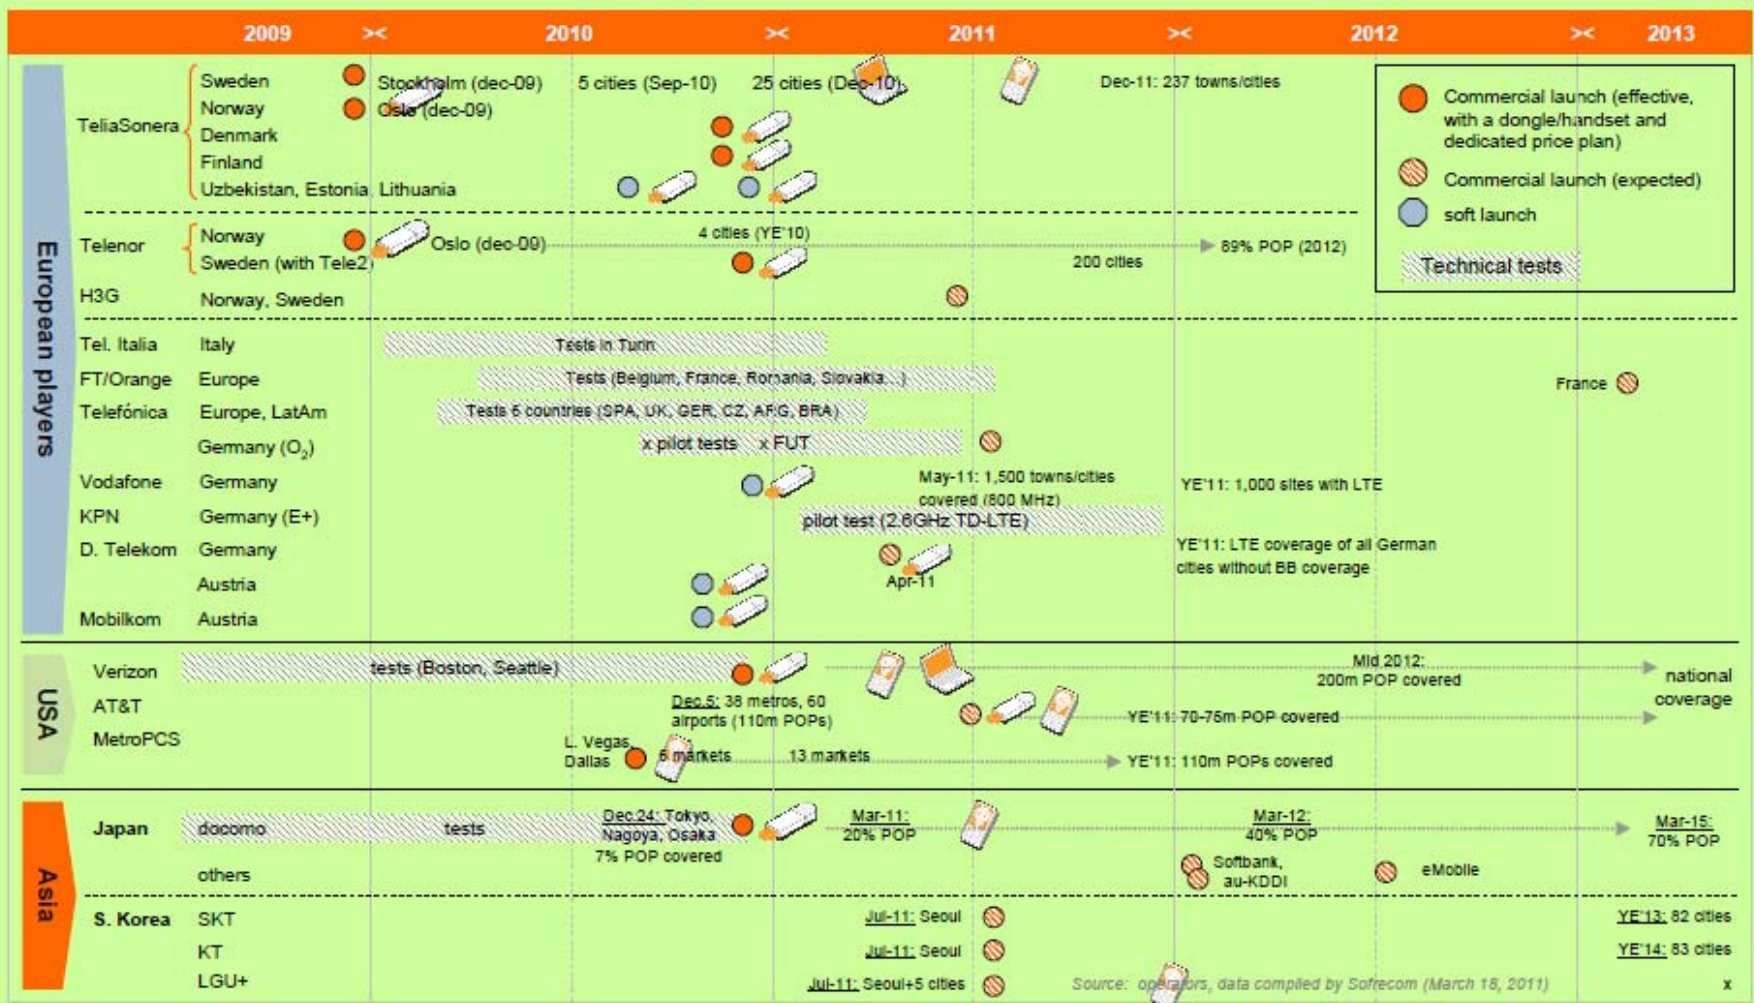 2009 >< 2010 >< 2011 >< 2012 >< 2013
European players
TeliaSonera
Sweden Stockholm (dec-09) 5 cities (Sep-10) 25 cities (Dec-10) Dec-11: 237 towns/cities
Norway Oslo (dec-09)
Denmark
Finland
Uzbekistan, Estonia, Lithuania
Commercial launch (effective,
with a dongle/handset and
dedicated price plan)
Commercial launch (expected)
soft launch
Technical tests
Telenor
Norway Oslo (dec-09) 4 cities (YE'10) 89% POP (2012)
Sweden (with Tele2) 200 cities
H3G Norway, Sweden
Tel. Italia Italy Tests in Turin
FT/Orange Europe Tests (Belgium, France, Romania, Slovakia...) France
Telefónica Europe, LatAm Tests 6 countries (SPA, UK, GER, CZ, ARG, BRA)
Germany (O2) x pilot tests x FUT
Vodafone Germany May-11: 1,500 towns/cities
covered (800 MHz)
YE'11: 1,000 sites with LTE
KPN Germany (E+) pilot test (2.6GHz TD-LTE)
D. Telekom Germany Apr-11
YE'11: LTE coverage of all German
cities without BB coverage
Austria
Mobilkom Austria
USA
Verizon tests (Boston, Seattle)
Dec.5: 38 metros, 60
airports (110m POPs)
Mid 2012:
200m POP covered
national
coverage
AT&T YE'11: 70-75m POP covered
MetroPCS L. Vegas,
Dallas
6 markets 13 markets YE'11: 110m POPs covered
Asia
Japan docomo tests
Dec.24: Tokyo,
Nagoya, Osaka
7% POP covered
Mar-11:
20% POP
Mar-12:
40% POP
Mar-15:
70% POP
others Softbank,
au-KDDI
eMobile
S. Korea SKT Jul-11: Seoul YE'13: 82 cities
KT Jul-11: Seoul YE'14: 83 cities
LGU+ Jul-11: Seoul+5 cities x
Source: operators, data compiled by Sofrecom (March 18, 2011)